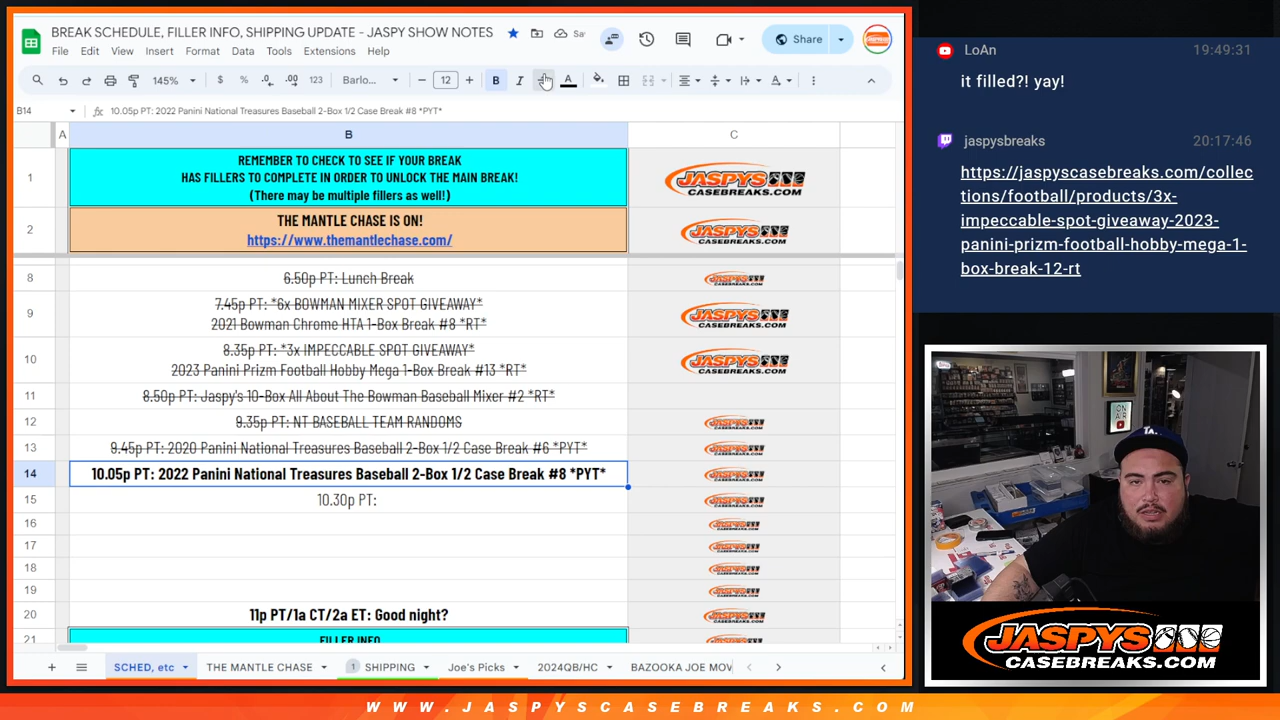 BREAK SCHEDULE, FILLER INFO, SHIPPING UPDATE - JASPY SHOW NOTES
File Edit View Insert Format Data Tools Extensions Help
Share
145% $ % .0 .00 123 Barlo... 12 B I A
B14 fx 10.05p PT: 2022 Panini National Treasures Baseball 2-Box 1/2 Case Break #8 *PYT*
A B C
1
REMEMBER TO CHECK TO SEE IF YOUR BREAK
HAS FILLERS TO COMPLETE IN ORDER TO UNLOCK THE MAIN BREAK!
(There may be multiple fillers as well!)
JASPYS
CASEBREAKS.COM
2
THE MANTLE CHASE IS ON!
https://www.themantlechase.com/
JASPYS
CASEBREAKS.COM
8 6.50p PT: Lunch Break
9 7.45p PT: *6x BOWMAN MIXER SPOT GIVEAWAY*
2021 Bowman Chrome HTA 1-Box Break #8 *RT*
10 8.35p PT: *3x IMPECCABLE SPOT GIVEAWAY*
2023 Panini Prizm Football Hobby Mega 1-Box Break #13 *RT*
11 8.50p PT: Jaspy's 10-Box All About The Bowman Baseball Mixer #2 *RT*
12 9.35p PT: NT BASEBALL TEAM RANDOMS
13 9.45p PT: 2020 Panini National Treasures Baseball 2-Box 1/2 Case Break #6 *PYT*
14 10.05p PT: 2022 Panini National Treasures Baseball 2-Box 1/2 Case Break #8 *PYT*
15 10.30p PT:
16
17
18
19
20 11p PT/1a CT/2a ET: Good night?
21 FILLER INFO
SCHED, etc THE MANTLE CHASE 1 SHIPPING Joe's Picks 2024QB/HC BAZOOKA JOE MOV
LoAn 19:49:31
it filled?! yay!
jaspysbreaks 20:17:46
https://jaspyscasebreaks.com/collec
tions/football/products/3x-
impeccable-spot-giveaway-2023-
panini-prizm-football-hobby-mega-1-
box-break-12-rt
ON AIR
LA
JASPYS
CASEBREAKS.COM
WWW.JASPYSCASEBREAKS.COM